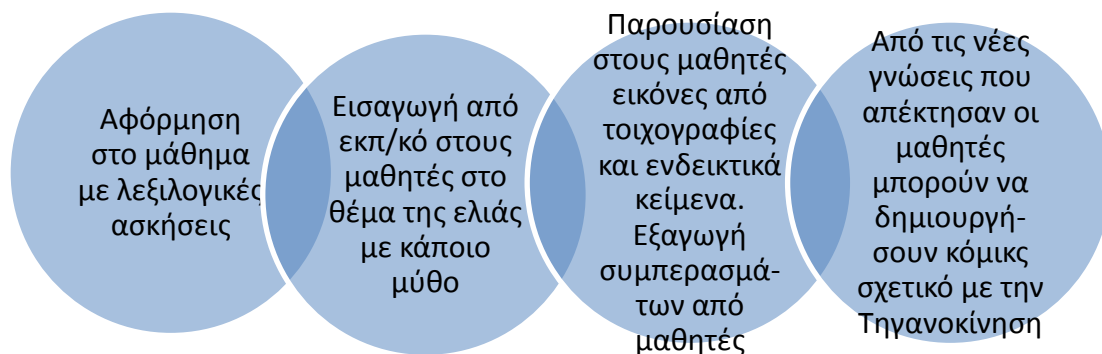 Αφόρμηση
στο μάθημα
με λεξιλογικές
ασκήσεις
Εισαγωγή από
εκπ/κό στους
μαθητές στο
θέμα της ελιάς
με κάποιο
μύθο
Παρουσίαση
στους μαθητές
εικόνες από
τοιχογραφίες
και ενδεικτικά
κείμενα.
Εξαγωγή
συμπερασμά-
των από
μαθητές
Από τις νέες
γνώσεις που
απέκτησαν οι
μαθητές
μπορούν να
δημιουργή-
σουν κόμικς
σχετικό με την
Τηγανοκίνηση